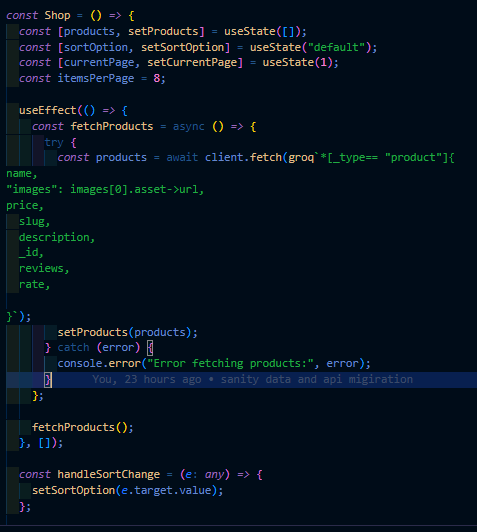 const Shop = () => {
  const [products, setProducts] = useState([]);
  const [sortOption, setSortOption] = useState("default");
  const [currentPage, setCurrentPage] = useState(1);
  const itemsPerPage = 8;

  useEffect(() => {
    const fetchProducts = async () => {
      try {
        const products = await client.fetch(groq`*[_type== "product"]{
name,
"images": images[0].asset->url,
price,
  slug,
  description,
  _id,
  reviews,
  rate,

}`);
        setProducts(products);
      } catch (error) {
        console.error("Error fetching products:", error);
      }      You, 23 hours ago • sanity data and api migiration
    };

    fetchProducts();
  }, []);

  const handleSortChange = (e: any) => {
    setSortOption(e.target.value);
  };